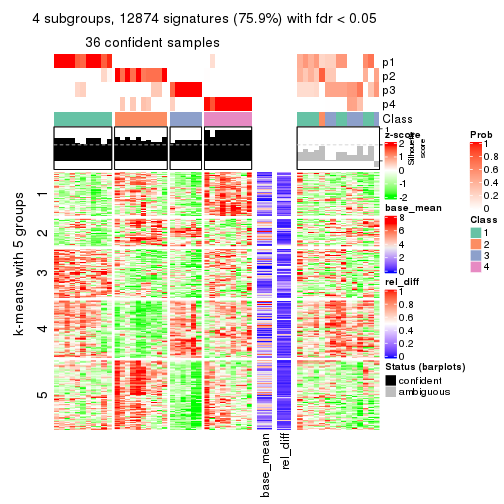 4 subgroups, 12874 signatures (75.9%) with fdr < 0.05
36 confident samples
p1
p2
p3
p4
Class
1
Silhouette
score
k-means with 5 groups
1
2
3
4
5
base_mean
rel_diff
z-score
2
1
0
-1
-2
base_mean
8
6
4
2
0
rel_diff
1
0.8
0.6
0.4
0.2
0
Status (barplots)
confident
ambiguous
Prob
1
0.8
0.6
0.4
0.2
0
Class
1
2
3
4